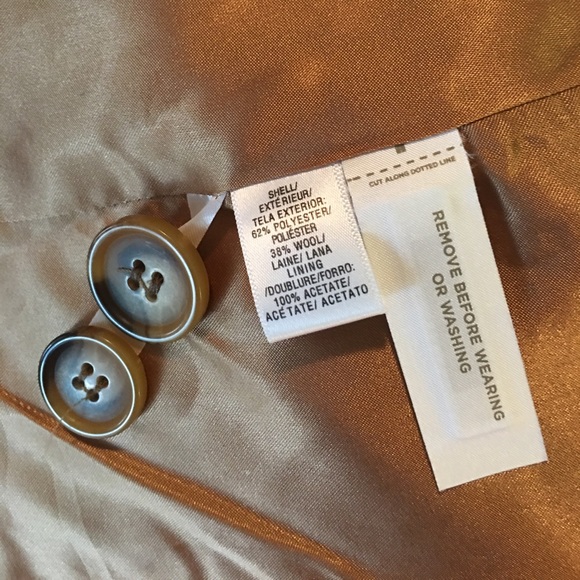 SHELL/
EXTÉRIEUR/
TELA EXTERIOR:
62% POLYESTER/
POLIÉSTER
38% WOOL/
LAINE/ LANA
LINING
/DOUBLURE/FORRO:
100% ACETATE/
ACÉTATE/ ACETATO
CUT ALONG DOTTED LINE
REMOVE BEFORE WEARING
OR WASHING